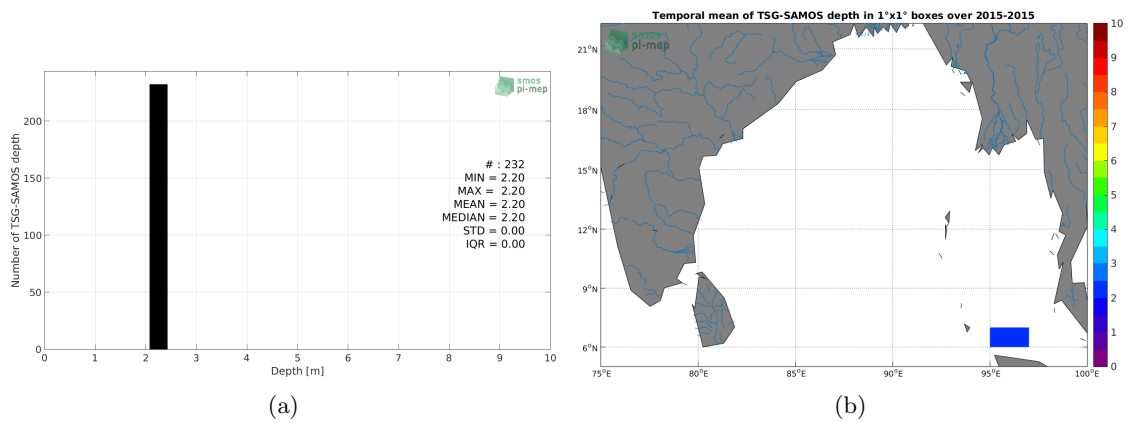 smos
pi-mep
Number of TSG-SAMOS depth
200
150
100
50
0
# : 232
MIN = 2.20
MAX = 2.20
MEAN = 2.20
MEDIAN = 2.20
STD = 0.00
IQR = 0.00
0 1 2 3 4 5 6 7 8 9 10
Depth [m]
(a)
Temporal mean of TSG-SAMOS depth in 1°x1° boxes over 2015-2015
smos
pi-mep
21°N
18°N
15°N
12°N
9°N
6°N
75°E 80°E 85°E 90°E 95°E 100°E
10
9
8
7
6
5
4
3
2
1
0
(b)